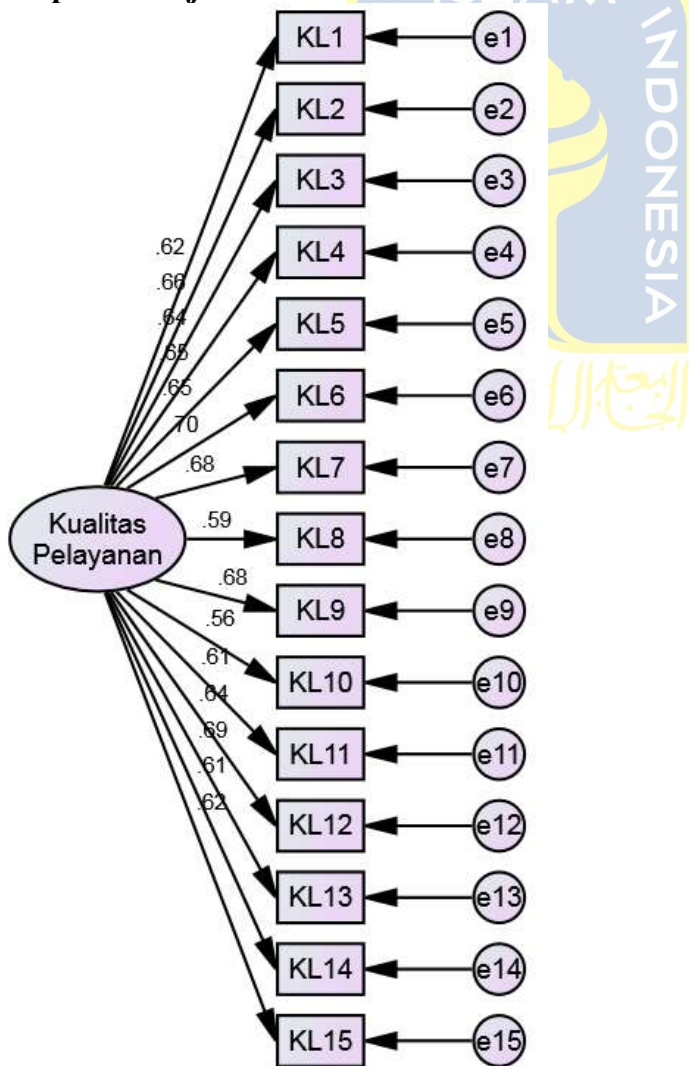 KL1
e1
KL2
e2
KL3
e3
KL4
e4
KL5
e5
KL6
e6
KL7
e7
KL8
e8
KL9
e9
KL10
e10
KL11
e11
KL12
e12
KL13
e13
KL14
e14
KL15
e15
Kualitas
Pelayanan
.62
.66
.64
.65
.65
.70
.68
.59
.68
.56
.61
.64
.69
.61
.62
INDONESIA